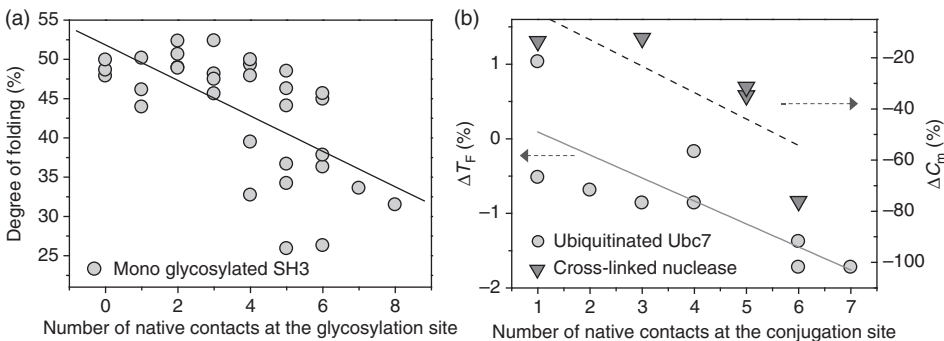 (a)
55
50
45
40
35
30
25
Degree of folding (%)
Mono glycosylated SH3
0 2 4 6 8
Number of native contacts at the glycosylation site
(b)
1
0
−1
−2
ΔT_F (%)
−20
−40
−60
−80
−100
ΔC_m (%)
Ubiquitinated Ubc7
Cross-linked nuclease
1 2 3 4 5 6 7
Number of native contacts at the conjugation site